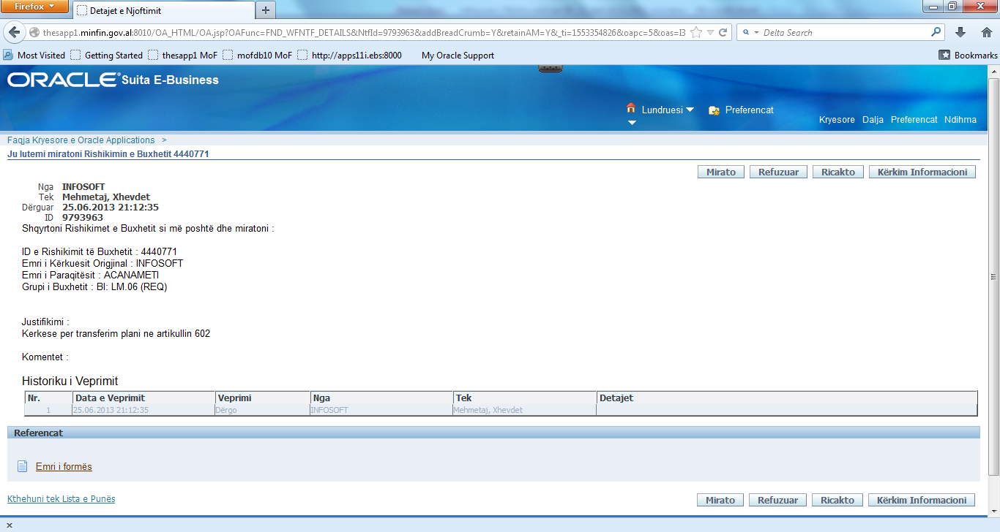 Firefox
Detajet e Njoftimit
thesapp1.minfin.gov.al:8010/OA_HTML/OA.jsp?OAFunc=FND_WFNTF_DETAILS&NtfId=9793963&addBreadCrumb=Y&retainAM=Y&_ti=1553354826&oapc=5&oas=I3
Delta Search
Most Visited Getting Started thesapp1 MoF mofdb10 MoF http://apps11i.ebs:8000 My Oracle Support Bookmarks
ORACLE® Suita E-Business
Lundruesi Preferencat
Kryesore Dalja Preferencat Ndihma
Faqja Kryesore e Oracle Applications >
Ju lutemi miratoni Rishikimin e Buxhetit 4440771
Mirato Refuzuar Ricakto Kërkim Informacioni
Nga INFOSOFT
Tek Mehmetaj, Xhevdet
Dërguar 25.06.2013 21:12:35
ID 9793963
Shqyrtoni Rishikimet e Buxhetit si më poshtë dhe miratoni :
ID e Rishikimit të Buxhetit : 4440771
Emri i Kërkuesit Origjinal : INFOSOFT
Emri i Paraqitësit : ACANAMETI
Grupi i Buxhetit : BI: LM.06 (REQ)
Justifikimi :
Kerkese per transferim plani ne artikullin 602
Komentet :
Historiku i Veprimit
Nr. Data e Veprimit Veprimi Nga Tek Detajet
1 25.06.2013 21:12:35 Dërgo INFOSOFT Mehmetaj, Xhevdet
Referencat
Emri i formës
Kthehuni tek Lista e Punës
Mirato Refuzuar Ricakto Kërkim Informacioni